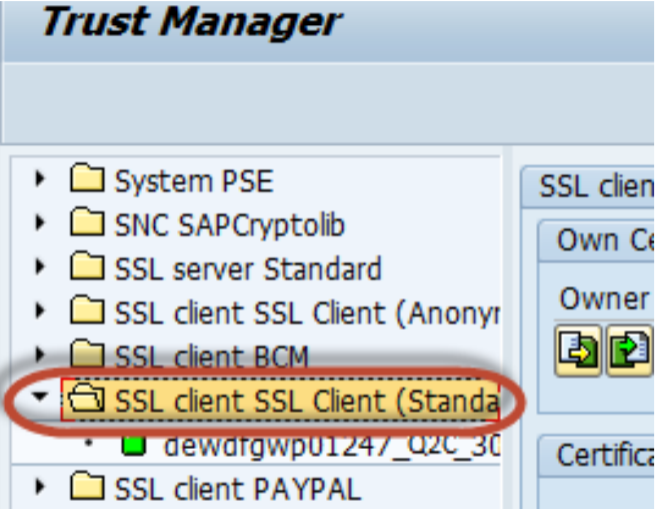 Trust Manager
System PSE
SNC SAPCryptolib
SSL server Standard
SSL client SSL Client (Anonyr
SSL client BCM
SSL client SSL Client (Standa
dewdfgwp01247_Q2C_30
SSL client PAYPAL
SSL clien
Own Ce
Owner
Certifica